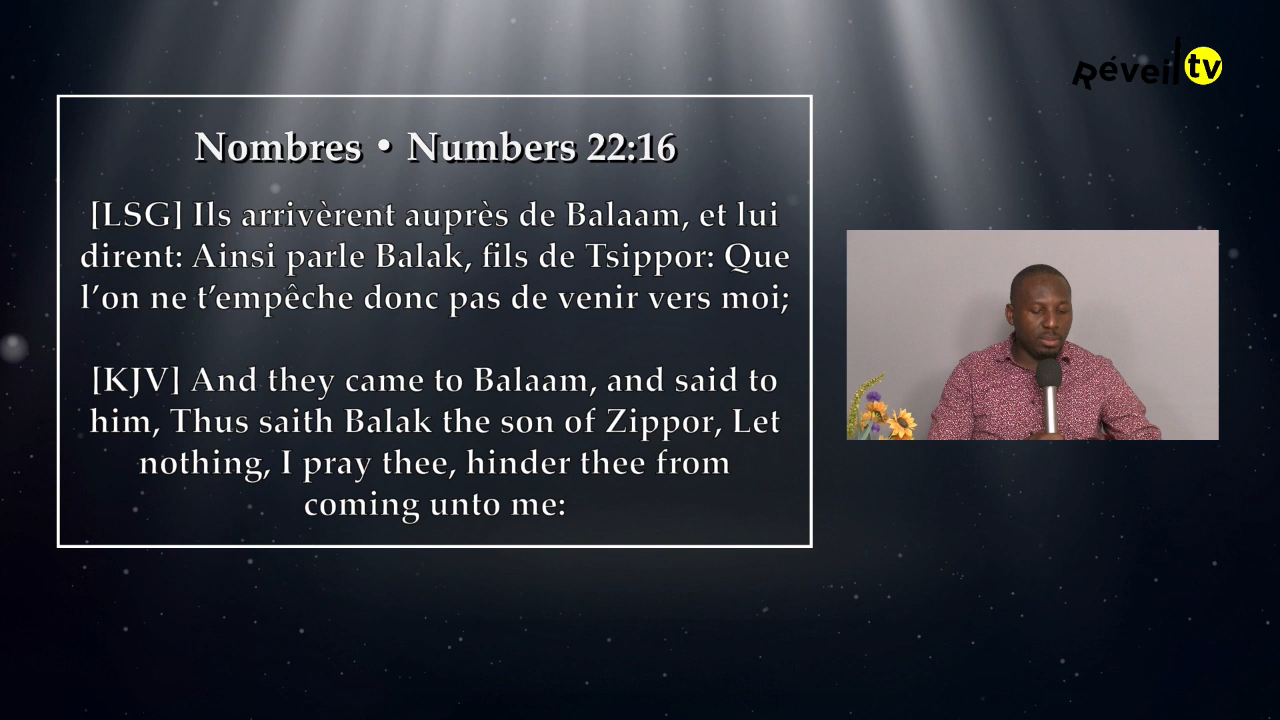 Réveil tv
Nombres • Numbers 22:16
[LSG] Ils arrivèrent auprès de Balaam, et lui
dirent: Ainsi parle Balak, fils de Tsippor: Que
l’on ne t’empêche donc pas de venir vers moi;
[KJV] And they came to Balaam, and said to
him, Thus saith Balak the son of Zippor, Let
nothing, I pray thee, hinder thee from
coming unto me: